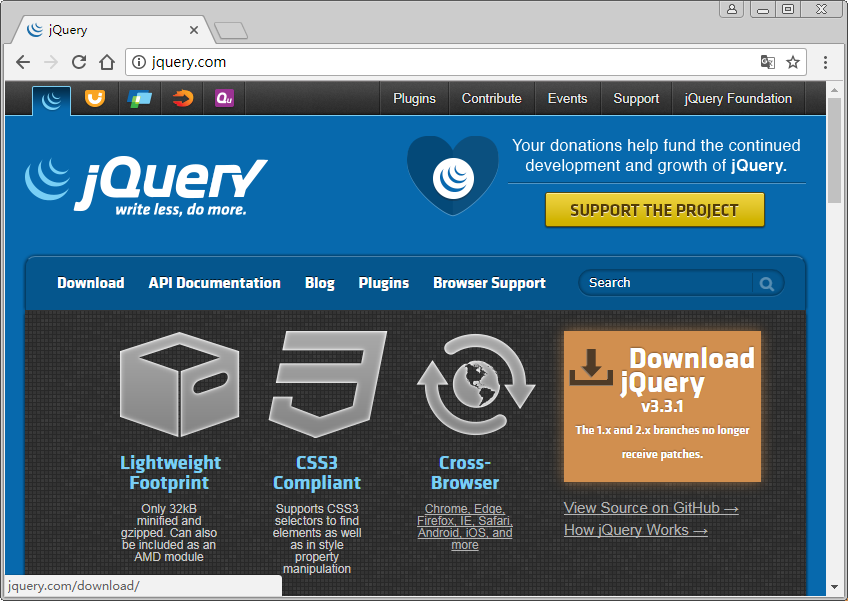 jQuery
jquery.com
Qu
Plugins Contribute Events Support jQuery Foundation
jQuery
write less, do more.
Your donations help fund the continued
development and growth of jQuery.
SUPPORT THE PROJECT
Download API Documentation Blog Plugins Browser Support Search
Lightweight
Footprint
Only 32kB
minified and
gzipped. Can also
be included as an
AMD module
CSS3
Compliant
Supports CSS3
selectors to find
elements as well
as in style
property
manipulation
Cross-
Browser
Chrome, Edge,
Firefox, IE, Safari,
Android, iOS, and
more
Download
jQuery
v3.3.1
The 1.x and 2.x branches no longer
receive patches.
View Source on GitHub →
How jQuery Works →
jquery.com/download/